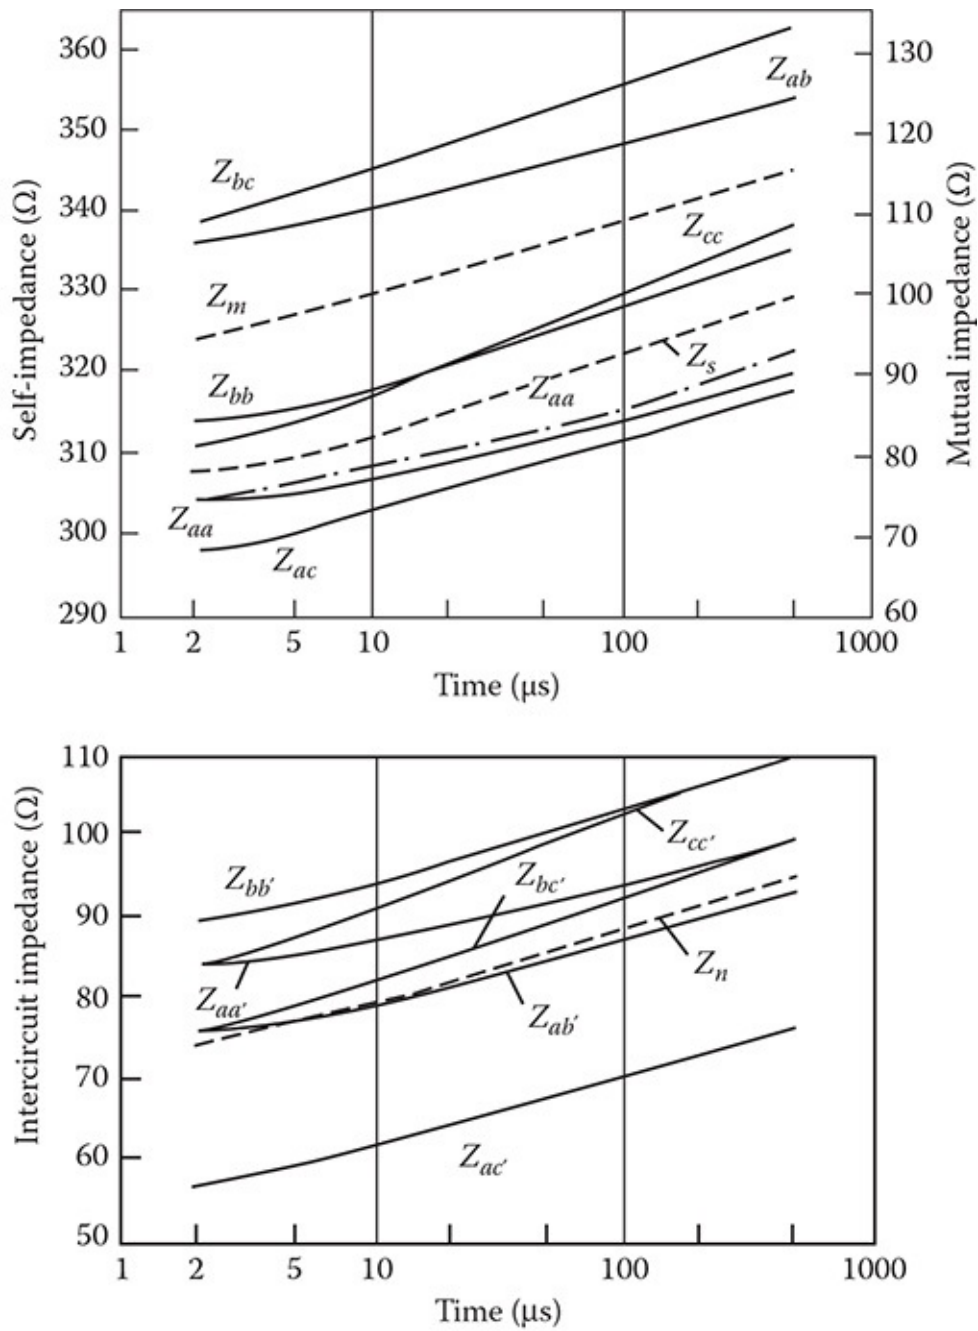 360
350
340
330
320
310
300
290
Self-impedance (Ω)
130
120
110
100
90
80
70
60
Mutual impedance (Ω)
Z_ab
Z_bc
Z_cc
Z_m
Z_s
Z_bb
Z_aa
Z_aa
Z_ac
1 2 5 10 100 1000
Time (μs)
110
100
90
80
70
60
50
Intercircuit impedance (Ω)
Z_cc′
Z_bb′
Z_bc′
Z_n
Z_aa′
Z_ab′
Z_ac′
1 2 5 10 100 1000
Time (μs)